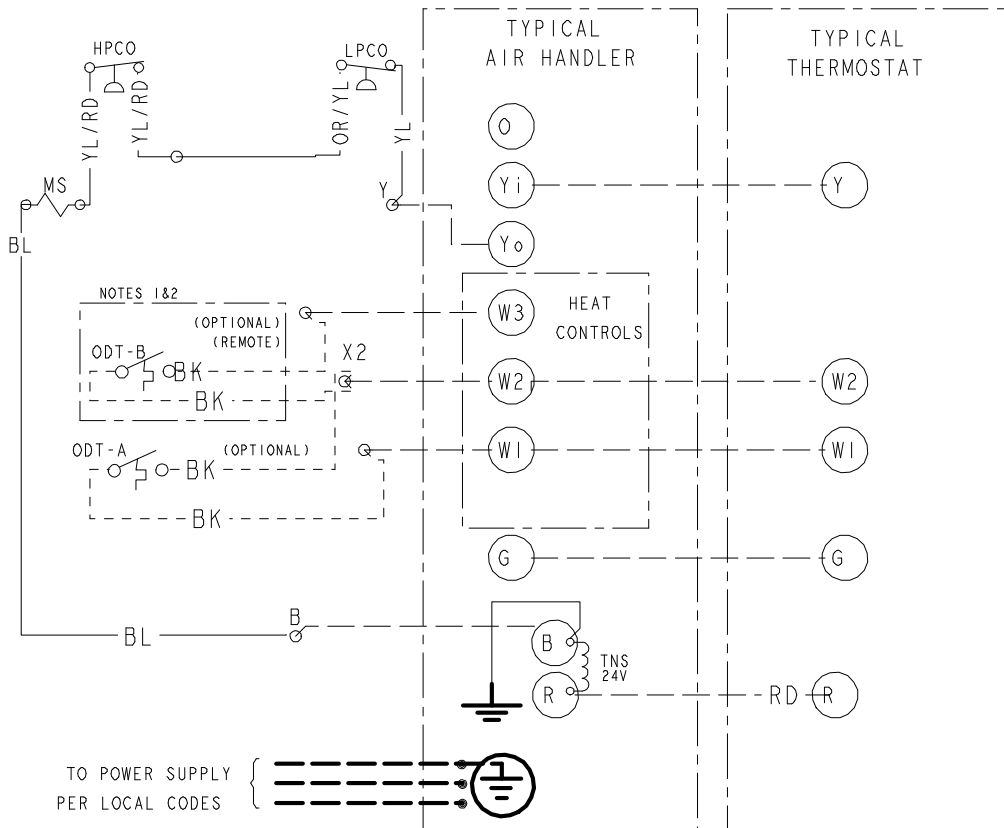 HPCO
LPCO
TYPICAL
AIR HANDLER
TYPICAL
THERMOSTAT
YL/RD
YL/RD
OR/YL
YL
O
Yi
Y
MS
Y
Yo
BL
NOTES 1&2
(OPTIONAL)
(REMOTE)
W3
HEAT
CONTROLS
ODT-B
BK
X2
BK
W2
W2
ODT-A
(OPTIONAL)
BK
W1
W1
BK
G
G
B
BL
B
TNS
24V
R
RD
R
TO POWER SUPPLY
PER LOCAL CODES